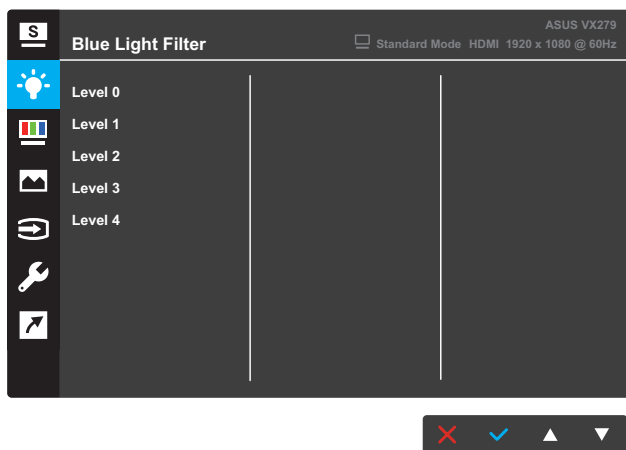 S
ASUS VX279
Blue Light Filter
Standard Mode HDMI 1920 x 1080 @ 60Hz
Level 0
Level 1
Level 2
Level 3
Level 4